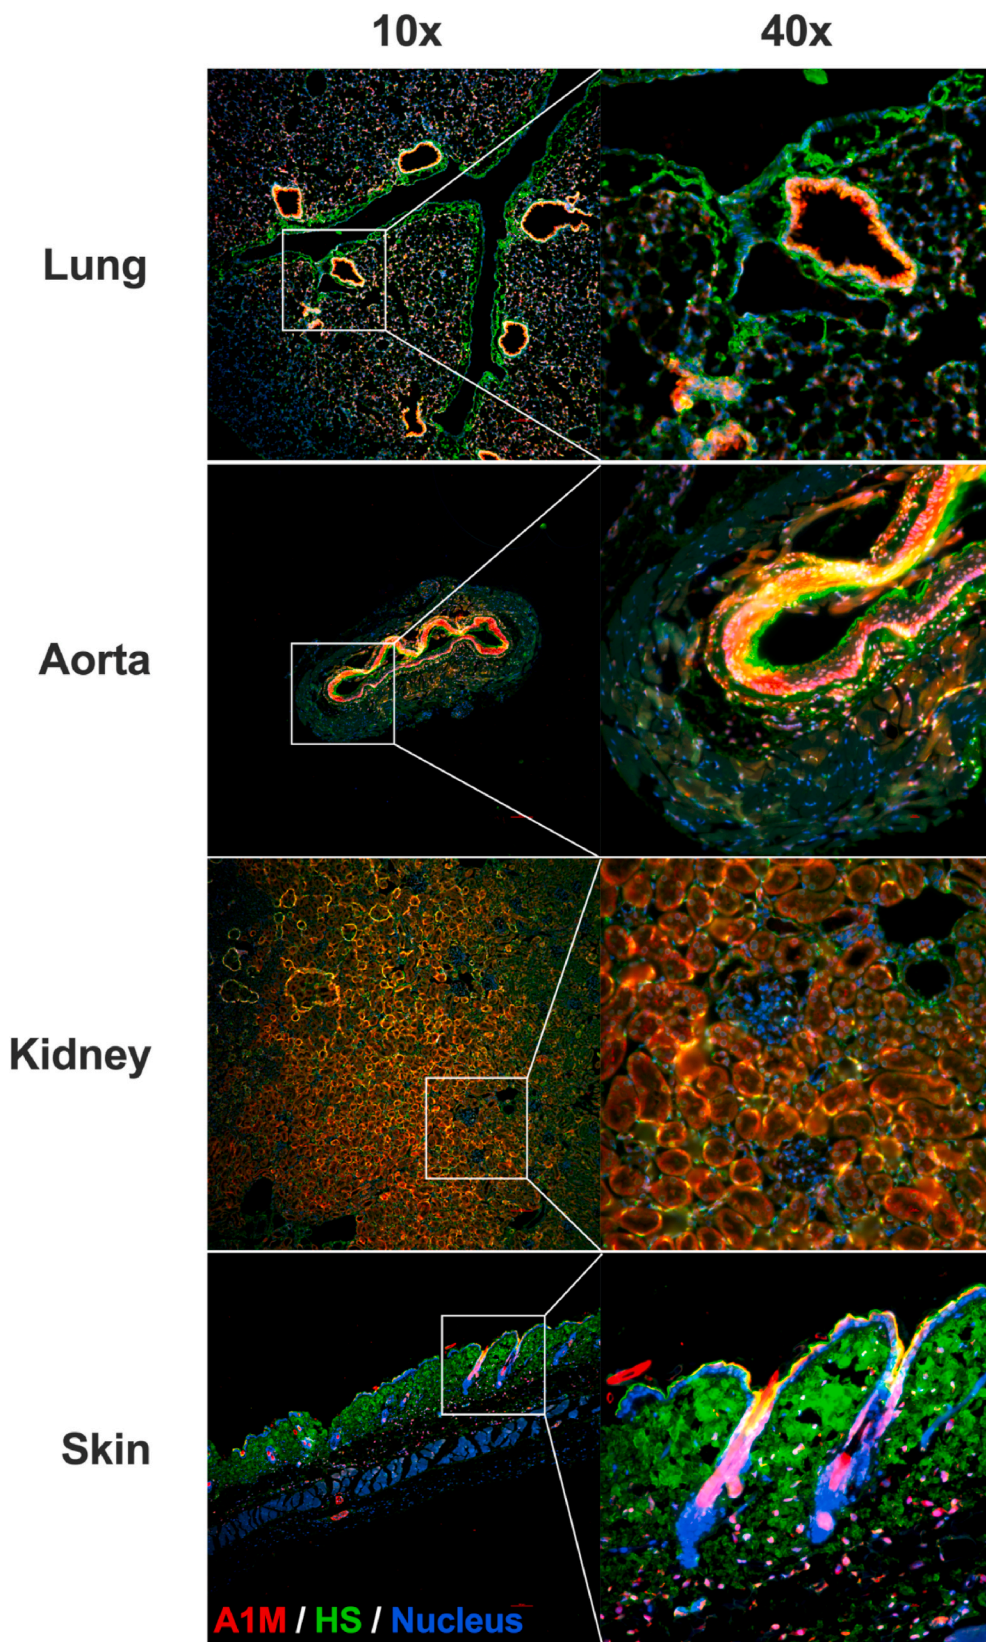 10x 40x
Lung
Aorta
Kidney
Skin
A1M / HS / Nucleus